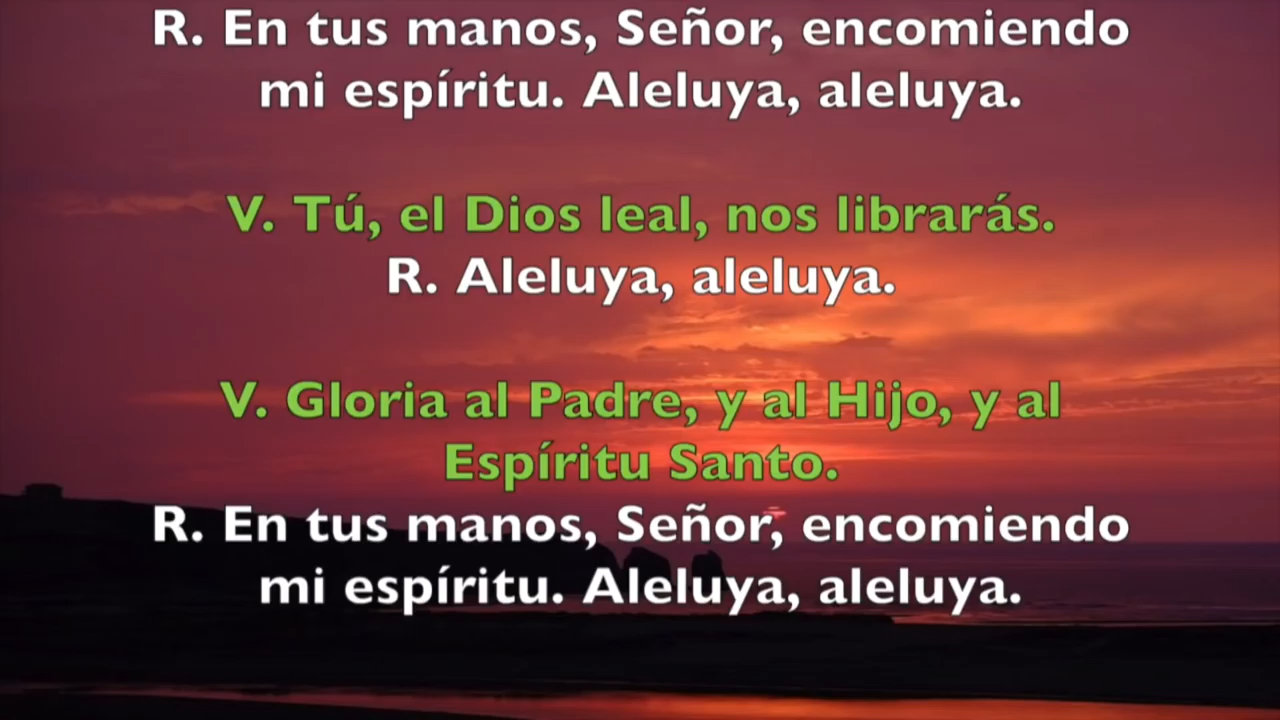 R. En tus manos, Señor, encomiendo
mi espíritu. Aleluya, aleluya.
V. Tú, el Dios leal, nos librarás.
R. Aleluya, aleluya.
V. Gloria al Padre, y al Hijo, y al
Espíritu Santo.
R. En tus manos, Señor, encomiendo
mi espíritu. Aleluya, aleluya.